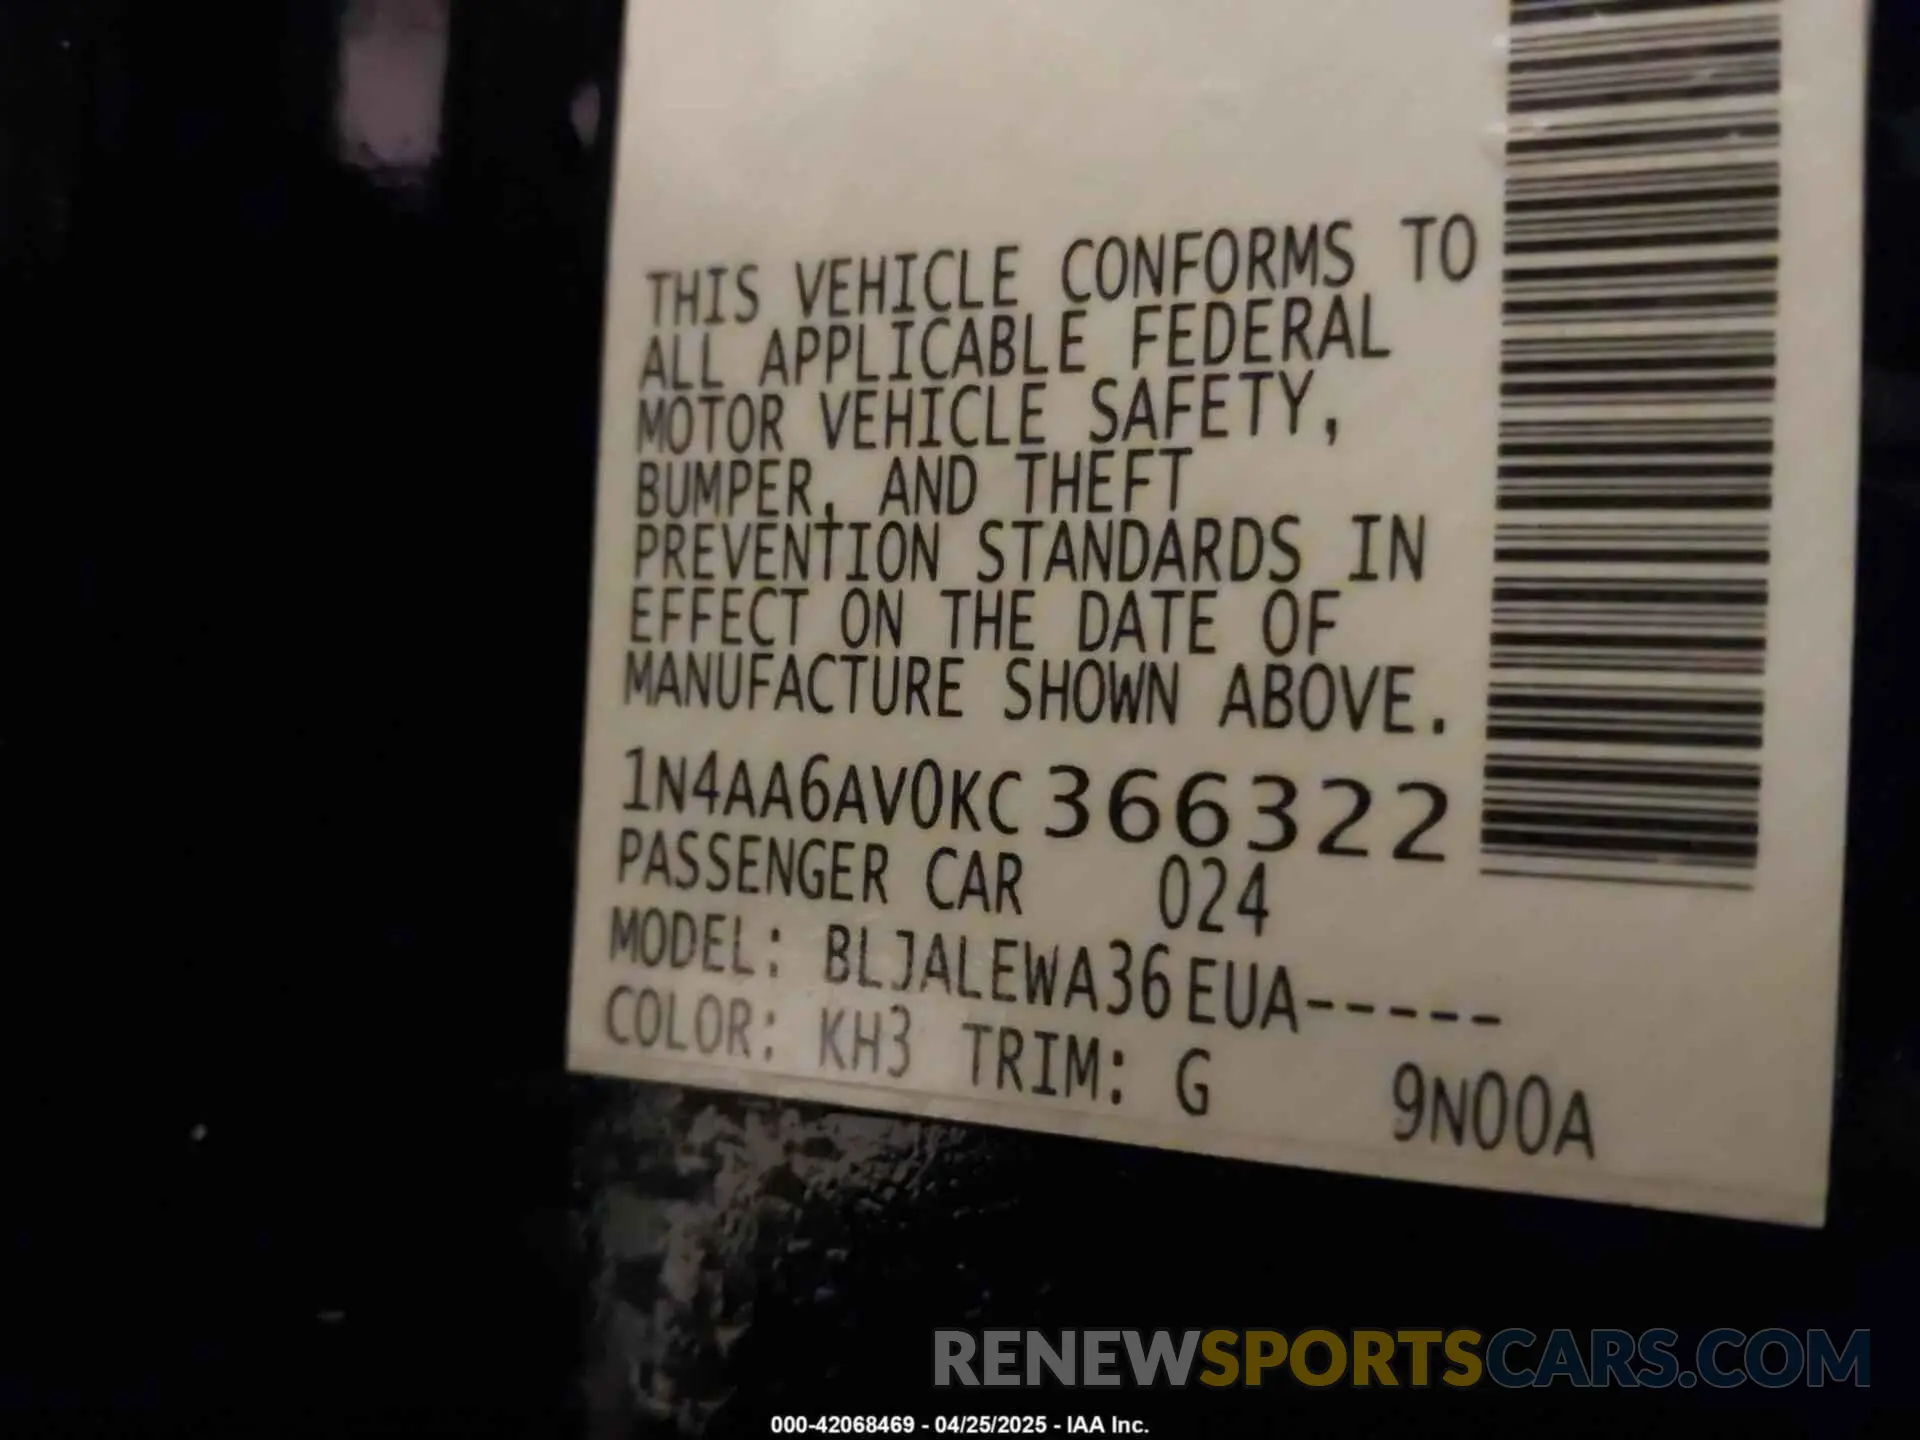 THIS VEHICLE CONFORMS TO
ALL APPLICABLE FEDERAL
MOTOR VEHICLE SAFETY,
BUMPER, AND THEFT
PREVENTION STANDARDS IN
EFFECT ON THE DATE OF
MANUFACTURE SHOWN ABOVE.
1N4AA6AV0KC366322
PASSENGER CAR 024
MODEL: BLJALEWA36EUA-----
COLOR: KH3 TRIM: G 9N00A
RENEWSPORTSCARS.COM
000-42068469 - 04/25/2025 - IAA Inc.